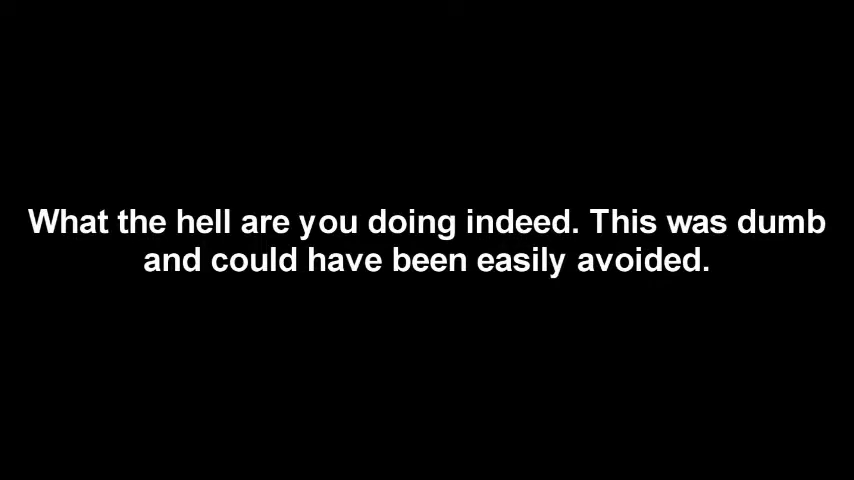 What the hell are you doing indeed. This was dumb
and could have been easily avoided.